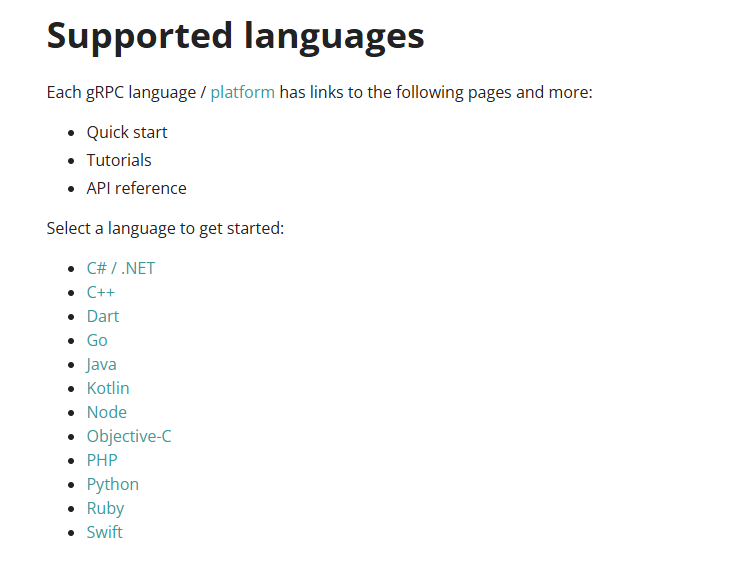 Supported languages
Each gRPC language / platform has links to the following pages and more:
Quick start
Tutorials
API reference
Select a language to get started:
C# / .NET
C++
Dart
Go
Java
Kotlin
Node
Objective-C
PHP
Python
Ruby
Swift